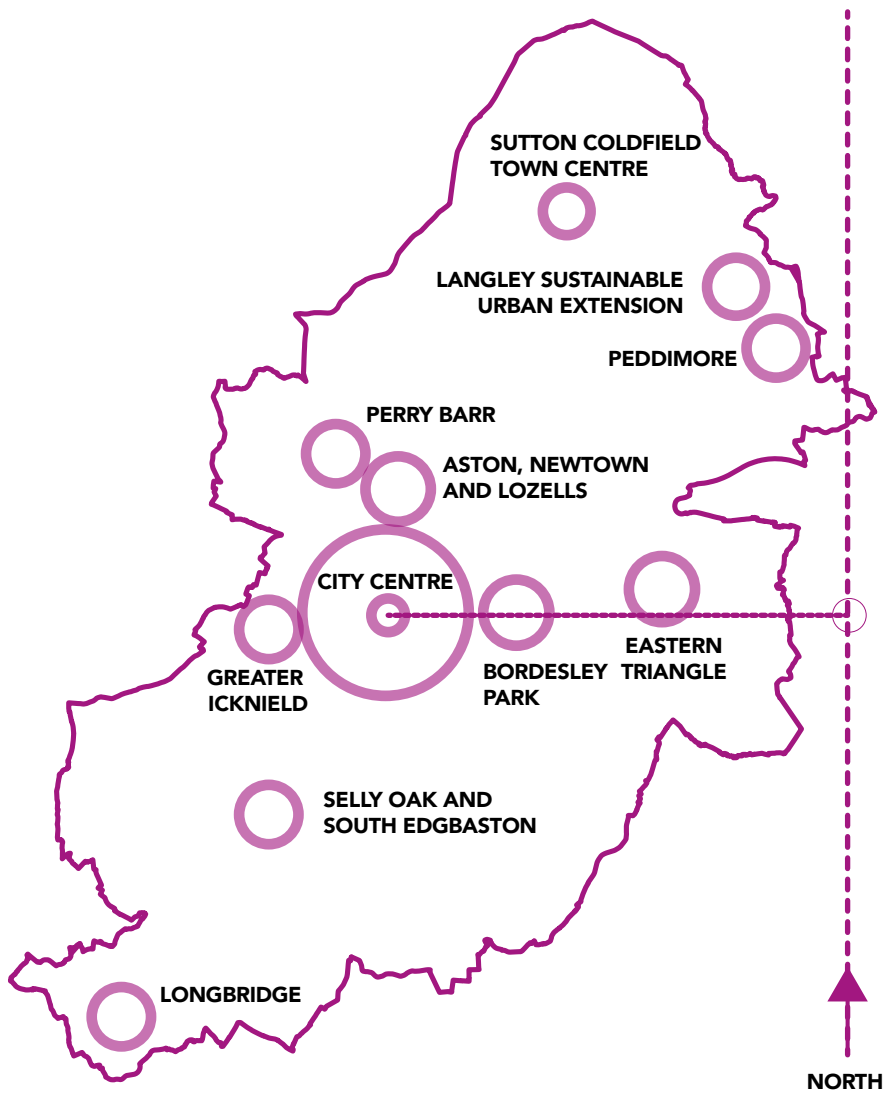 SUTTON COLDFIELD
TOWN CENTRE
LANGLEY SUSTAINABLE
URBAN EXTENSION
PEDDIMORE
PERRY BARR
ASTON, NEWTOWN
AND LOZELLS
CITY CENTRE
GREATER
ICKNIELD
BORDESLEY
PARK
EASTERN
TRIANGLE
SELLY OAK AND
SOUTH EDGBASTON
LONGBRIDGE
NORTH